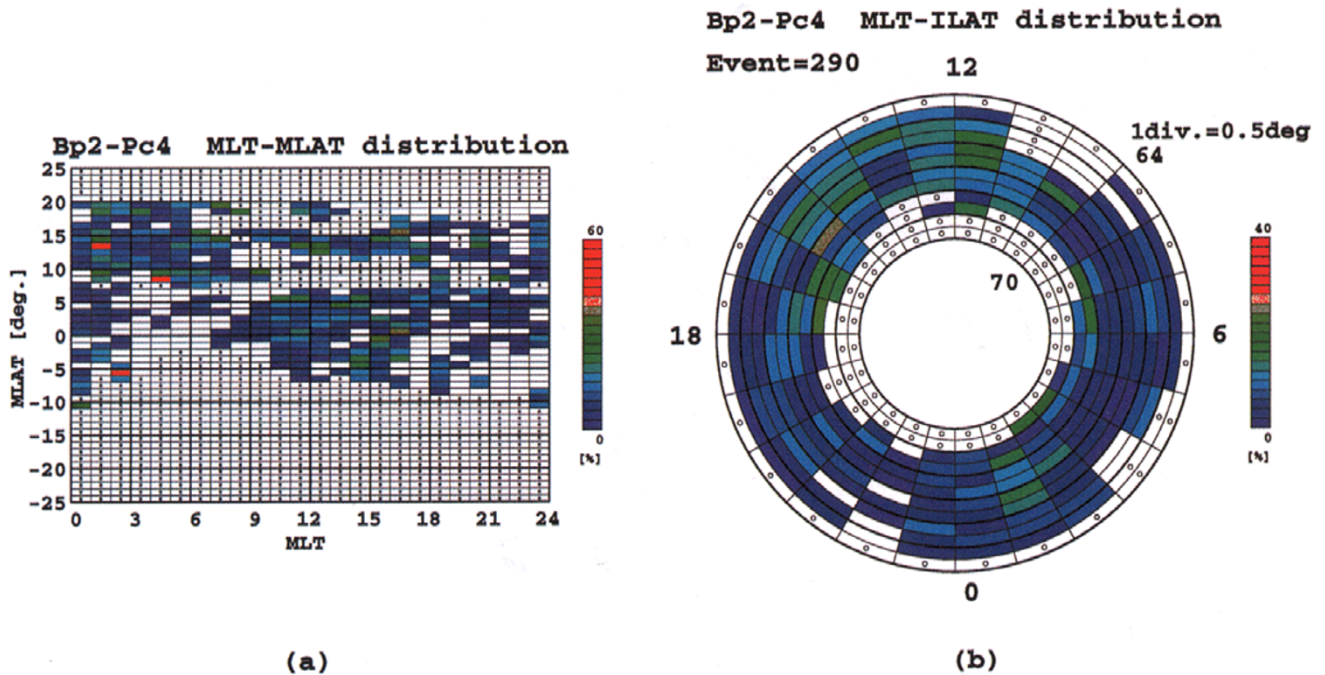 Bp2-Pc4 MLT-MLAT distribution
25
20
15
10
5
0
-5
-10
-15
-20
-25
MLAT [deg.]
0 3 6 9 12 15 18 21 24
MLT
60
0
[%]
(a)
Bp2-Pc4 MLT-ILAT distribution
Event=290
12
1div.=0.5deg
64
70
18
6
0
40
0
[%]
(b)